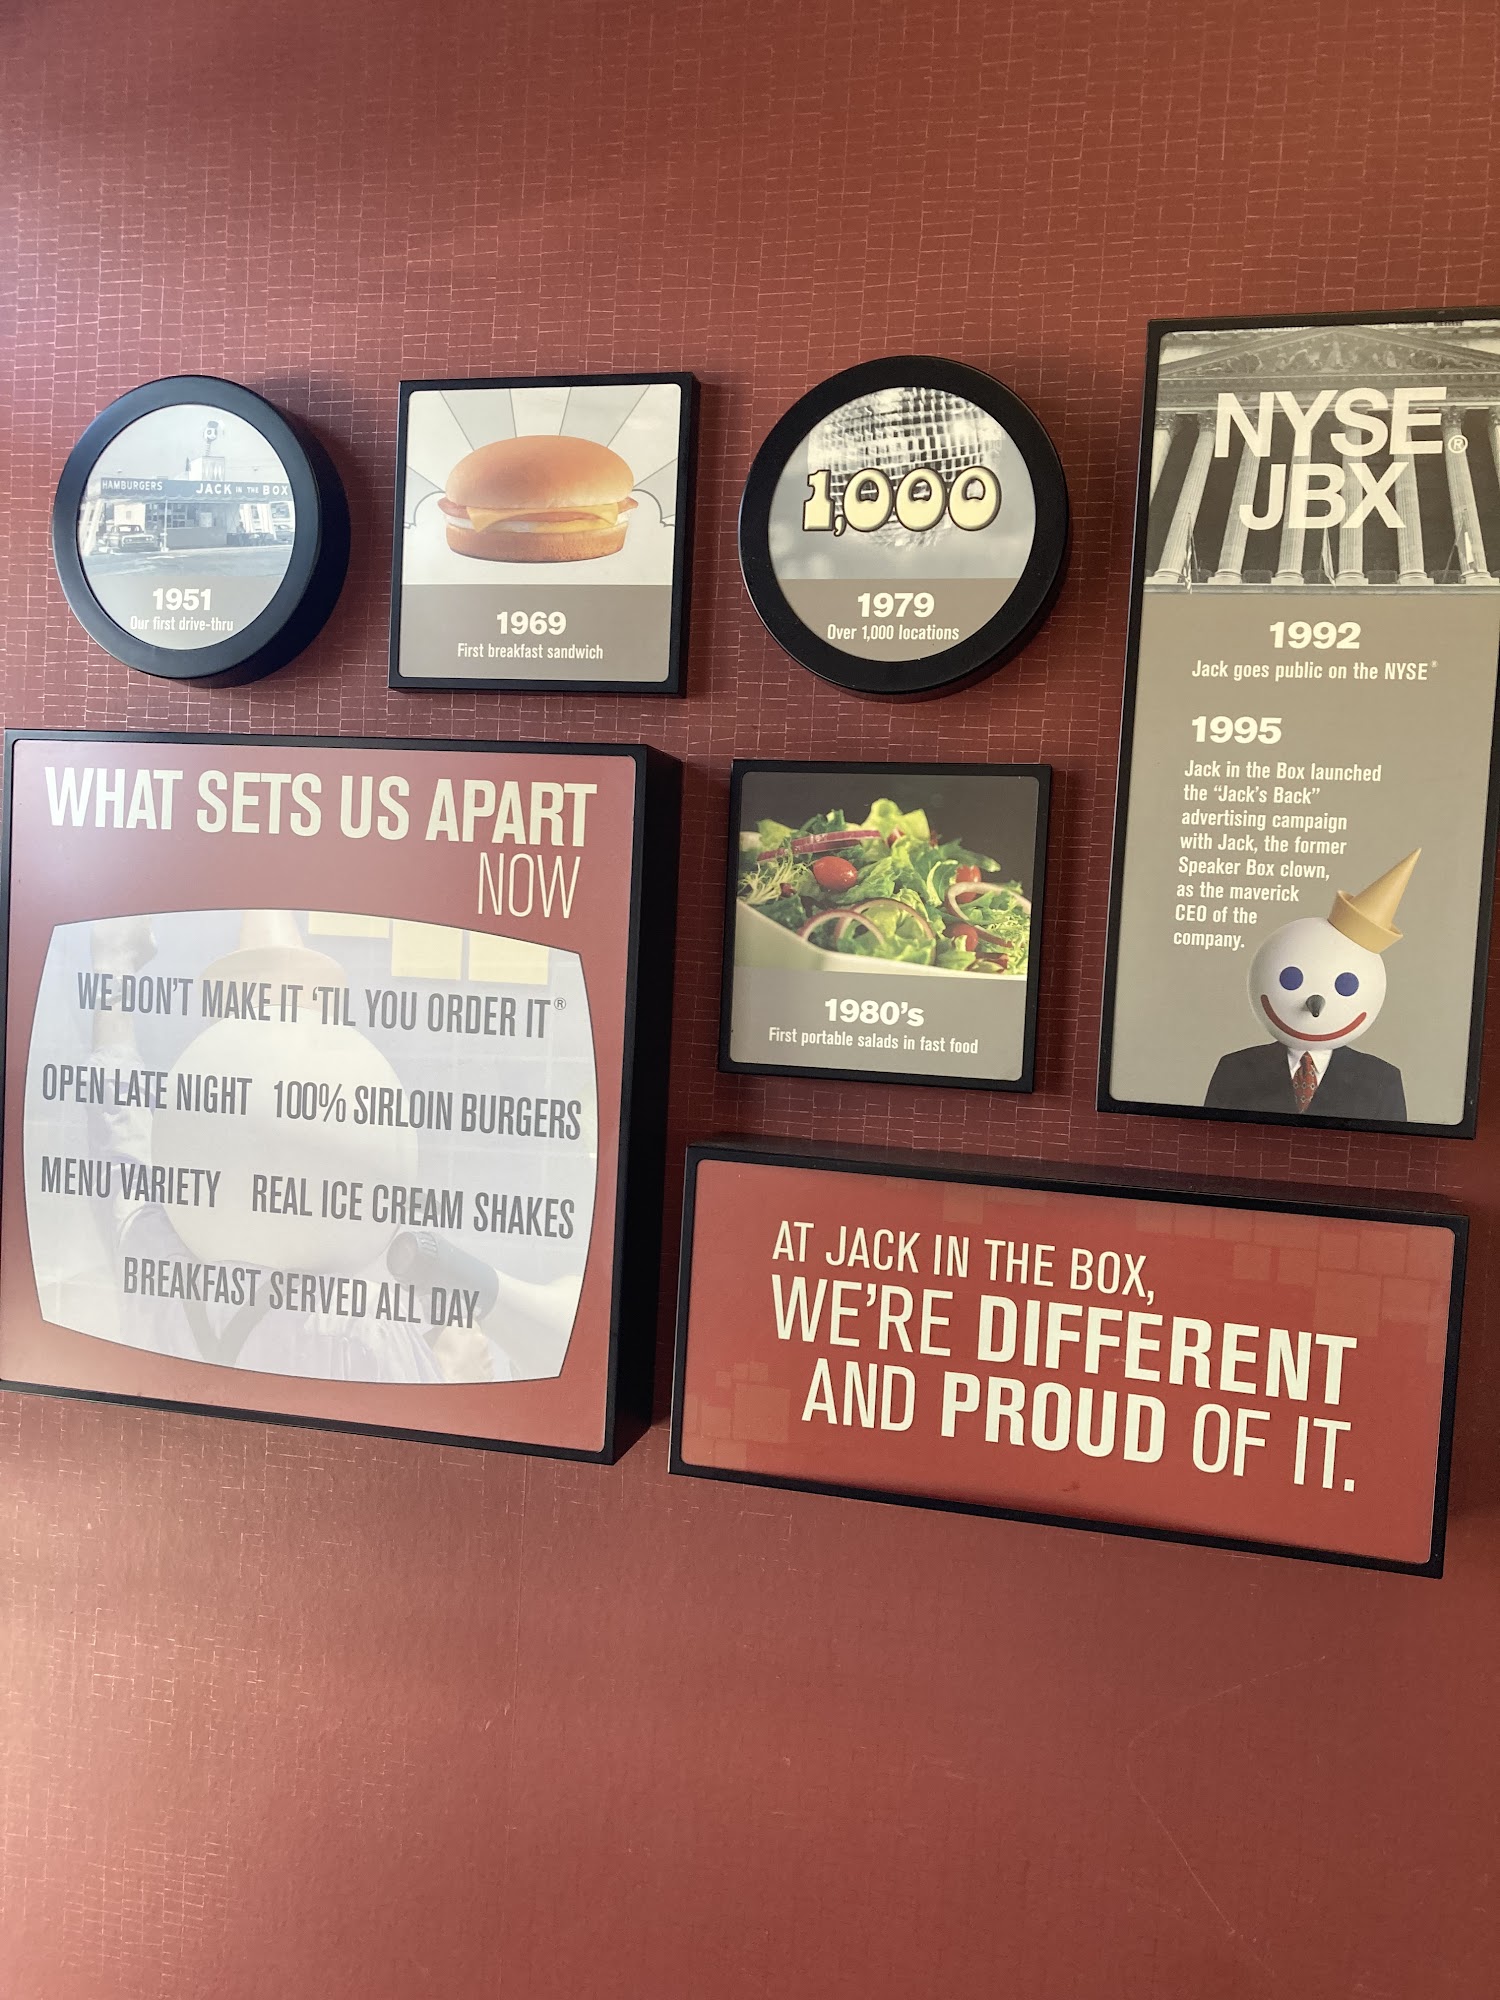 HAMBURGERS JACK IN THE BOX
1951
Our first drive-thru
1969
First breakfast sandwich
1,000
1979
Over 1,000 locations
NYSE®
JBX
1992
Jack goes public on the NYSE®
1995
Jack in the Box launched
the “Jack’s Back”
advertising campaign
with Jack, the former
Speaker Box clown,
as the maverick
CEO of the
company.
WHAT SETS US APART
NOW
WE DON’T MAKE IT ‘TIL YOU ORDER IT®
OPEN LATE NIGHT 100% SIRLOIN BURGERS
MENU VARIETY REAL ICE CREAM SHAKES
BREAKFAST SERVED ALL DAY
1980’s
First portable salads in fast food
AT JACK IN THE BOX,
WE’RE DIFFERENT
AND PROUD OF IT.